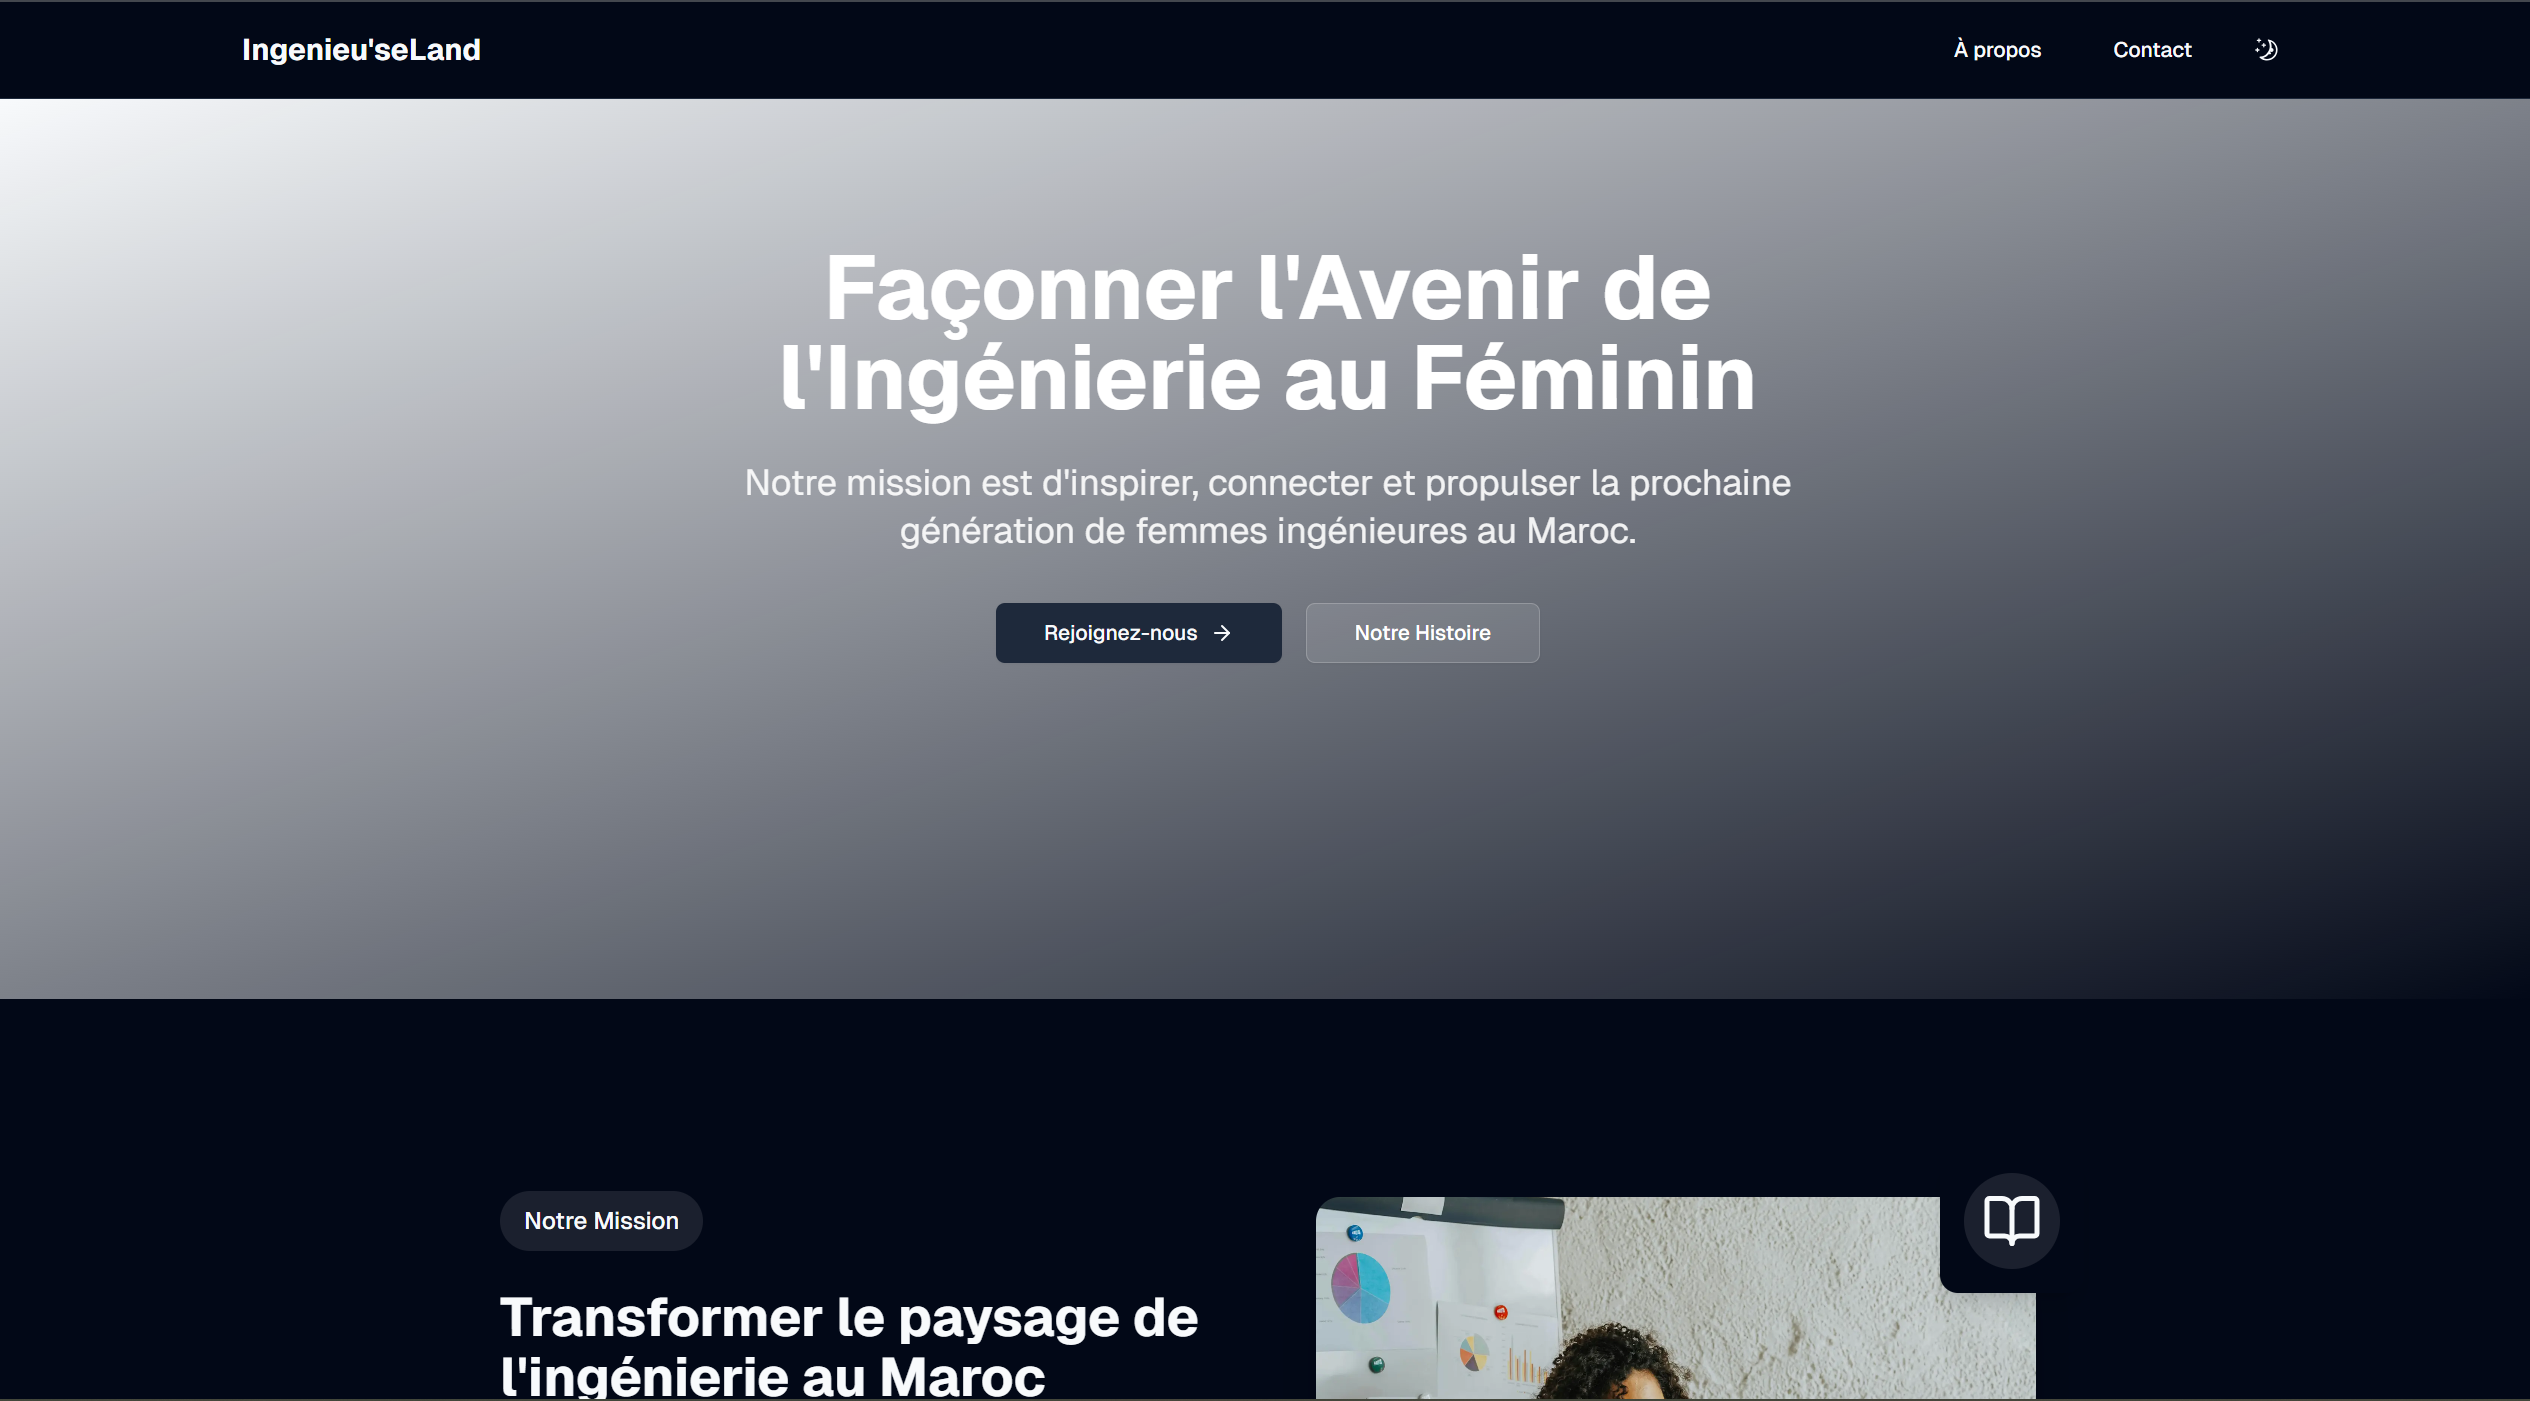 Ingenieu'seLand
À propos
Contact
Façonner l'Avenir de
l'Ingénierie au Féminin
Notre mission est d'inspirer, connecter et propulser la prochaine
génération de femmes ingénieures au Maroc.
Rejoignez-nous
Notre Histoire
Notre Mission
Transformer le paysage de
l'ingénierie au Maroc